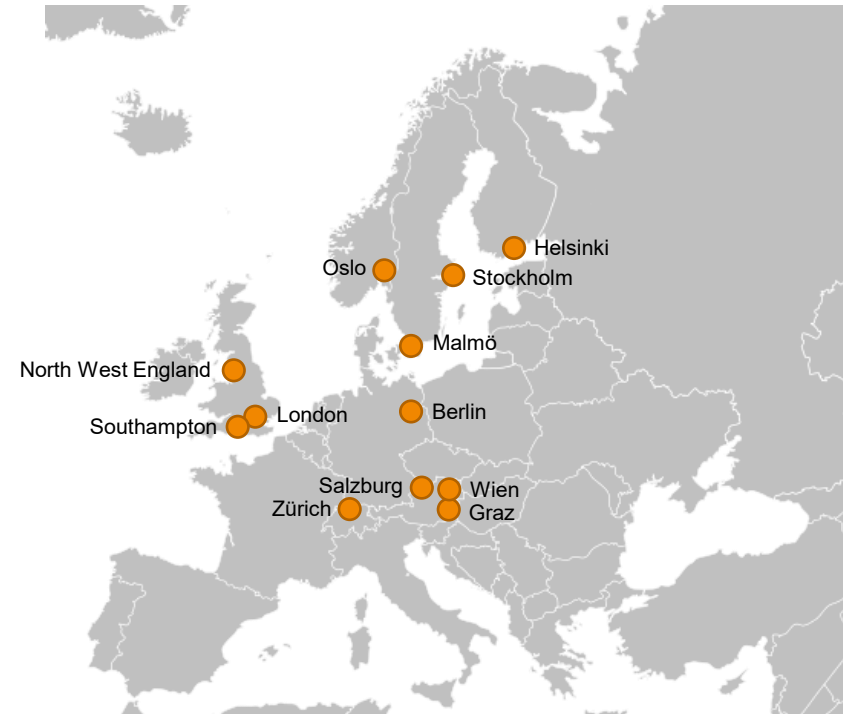 Helsinki
Oslo
Stockholm
Malmö
North West England
London
Berlin
Southampton
Salzburg
Wien
Zürich
Graz